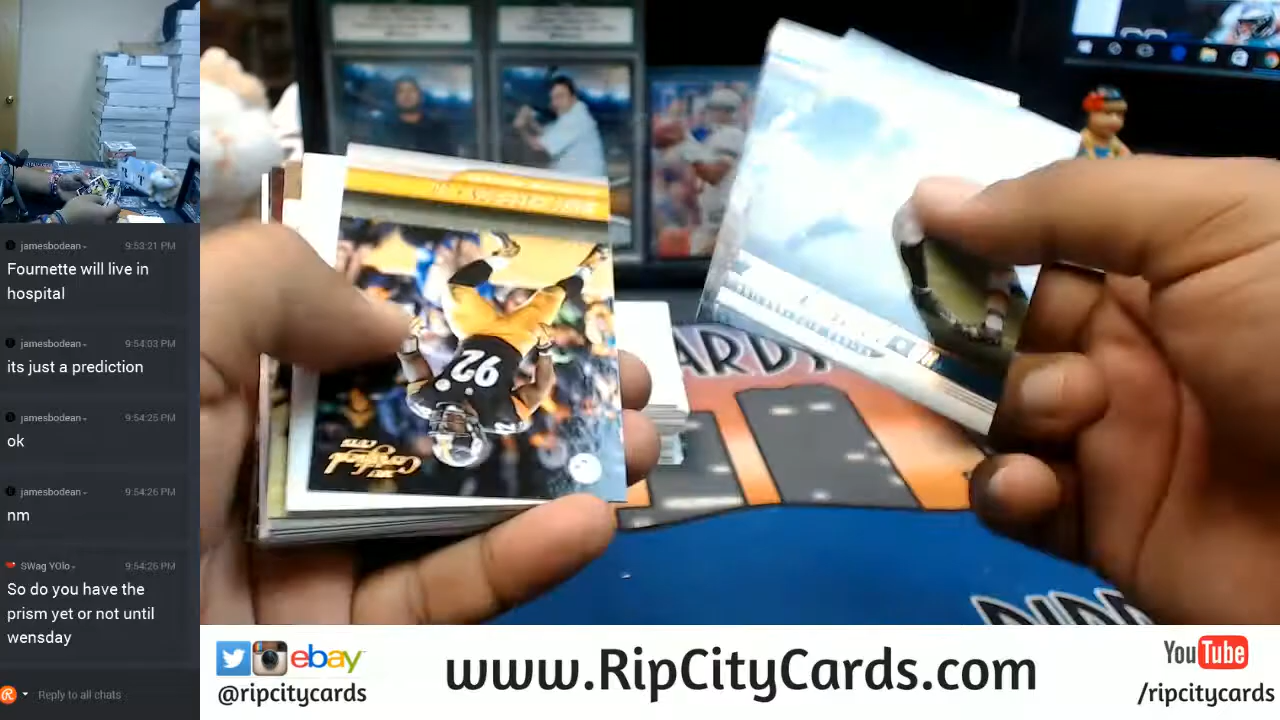 jamesbodean 9:53:21 PM
Fournette will live in
hospital
jamesbodean 9:54:03 PM
its just a prediction
jamesbodean 9:54:25 PM
ok
jamesbodean 9:54:26 PM
nm
SWag YOlo 9:54:26 PM
So do you have the
prism yet or not until
wensday
Reply to all chats
92
ebay
@ripcitycards
www.RipCityCards.com
YouTube
/ripcitycards